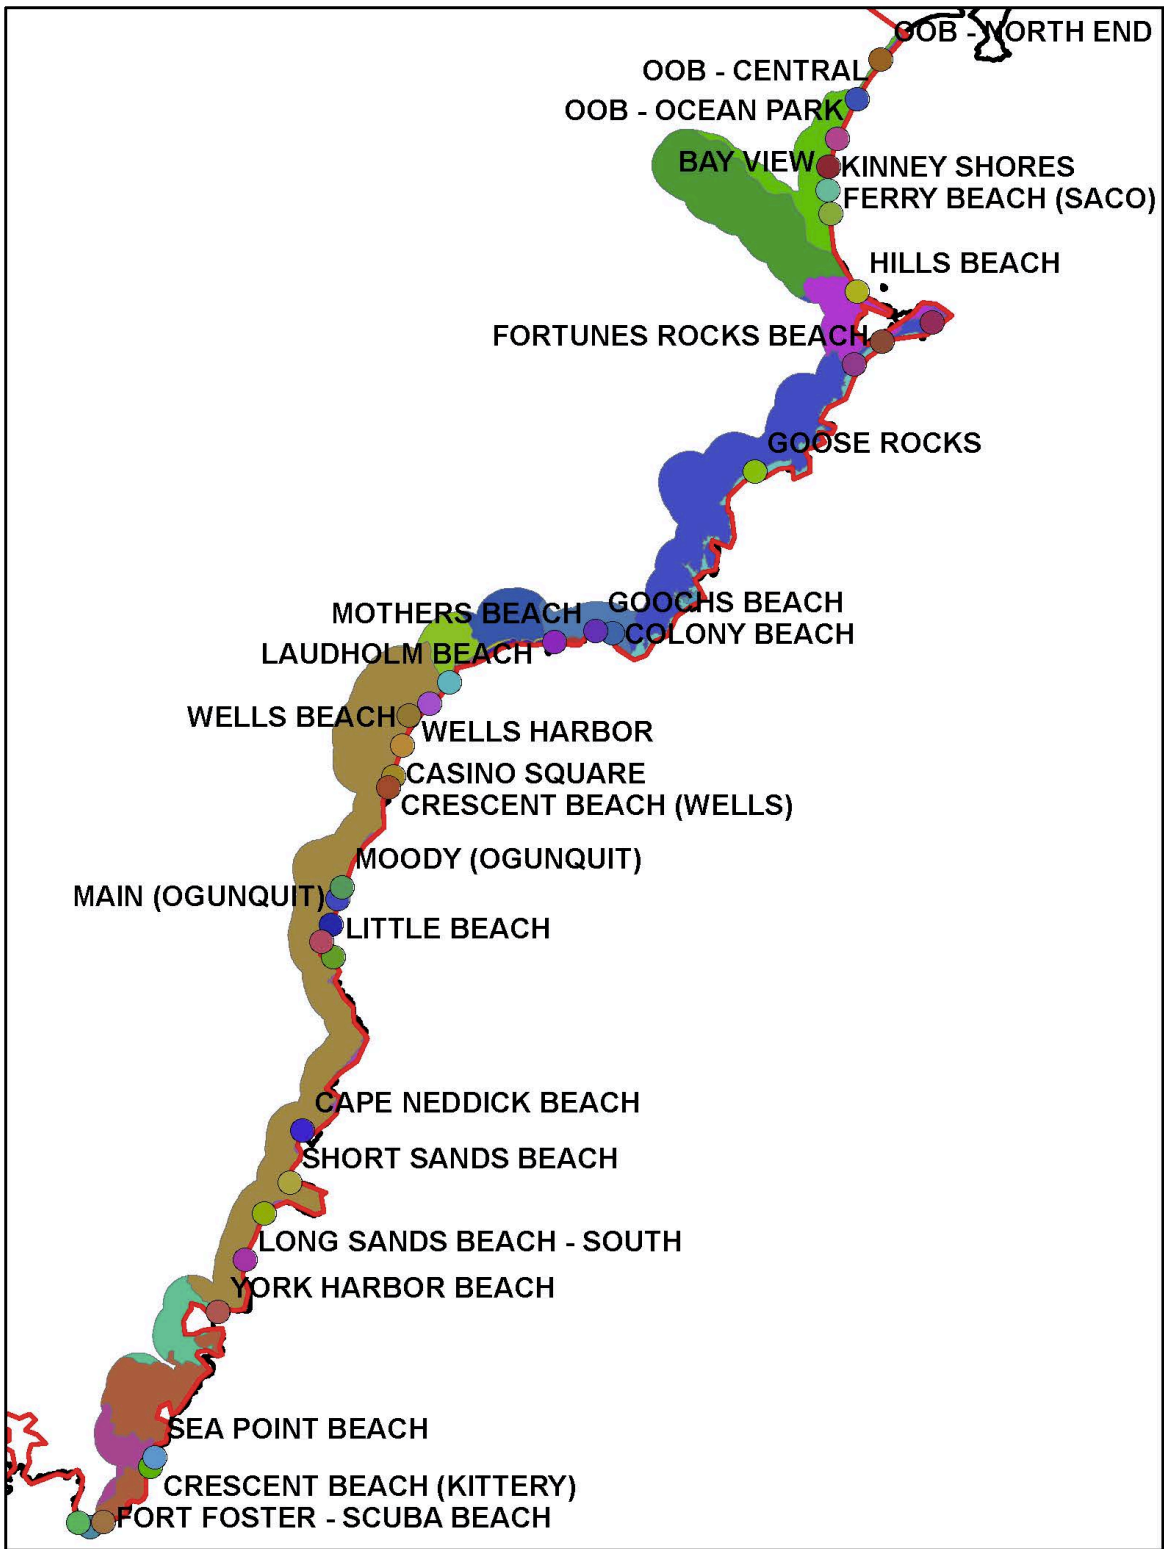 OOB - NORTH END
OOB - CENTRAL
OOB - OCEAN PARK
BAY VIEW
KINNEY SHORES
FERRY BEACH (SACO)
HILLS BEACH
FORTUNES ROCKS BEACH
GOOSE ROCKS
GOOCHS BEACH
MOTHERS BEACH
COLONY BEACH
LAUDHOLM BEACH
WELLS BEACH
WELLS HARBOR
CASINO SQUARE
CRESCENT BEACH (WELLS)
MOODY (OGUNQUIT)
MAIN (OGUNQUIT)
LITTLE BEACH
CAPE NEDDICK BEACH
SHORT SANDS BEACH
LONG SANDS BEACH - SOUTH
YORK HARBOR BEACH
SEA POINT BEACH
CRESCENT BEACH (KITTERY)
FORT FOSTER - SCUBA BEACH